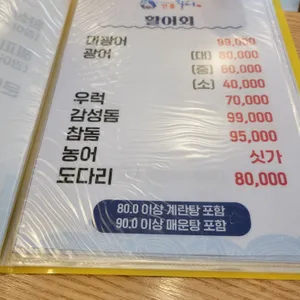 활어회
대광어 99,000
광어 (대) 80,000
(중) 60,000
(소) 40,000
우럭 70,000
감성돔 99,000
참돔 95,000
농어 싯가
도다리 80,000
80.0 이상 계란탕 포함
90.0 이상 매운탕 포함